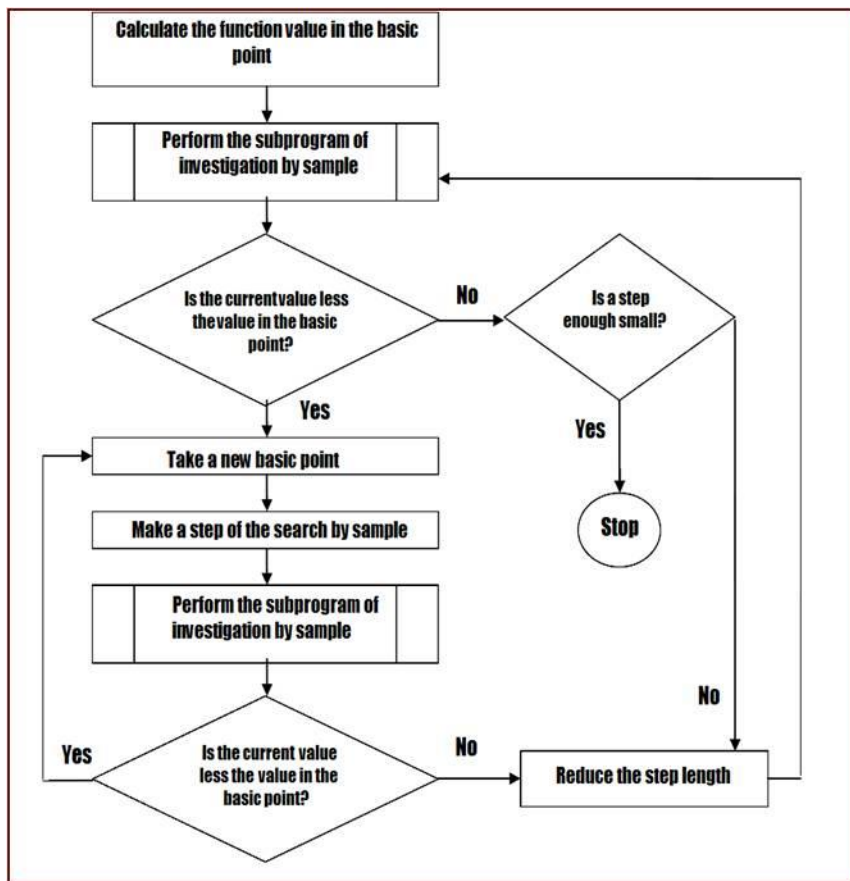 Calculate the function value in the basic
point
Perform the subprogram of
investigation by sample
Is the current value less
the value in the basic
point?
No
Is a step
enough small?
Yes
Yes
Take a new basic point
Stop
Make a step of the search by sample
Perform the subprogram of
investigation by sample
No
Is the current value
less the value in the
basic point?
Yes
No
Reduce the step length